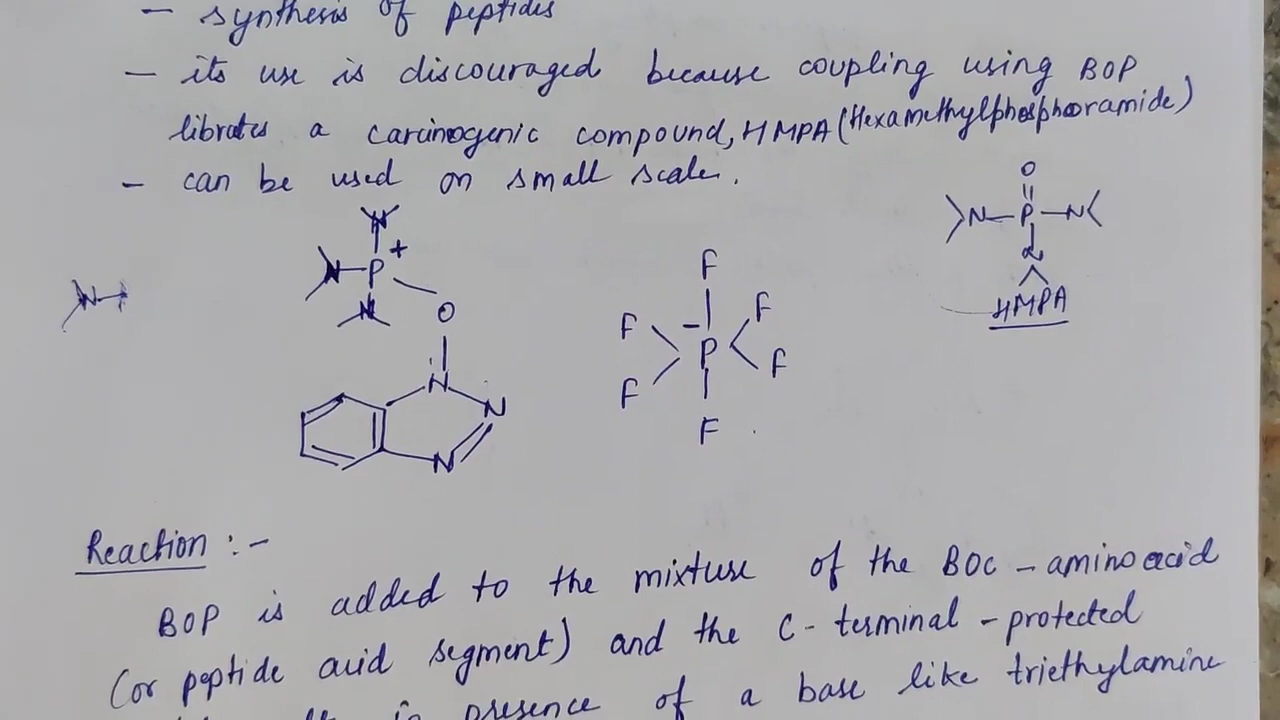 – synthesis of peptides
– its use is discouraged because coupling using BOP
librates a carcinogenic compound, HMPA (Hexamethylphosphoramide)
– can be used on small scale.
O
N–P–N
N
HMPA
N
N–P+
N
O
N
N
N
N
F
F
F
–
P
F
F
F
Reaction :-
BOP is added to the mixture of the BOC – amino acid
(or peptide acid segment) and the C - terminal - protected
in presence of a base like triethylamine